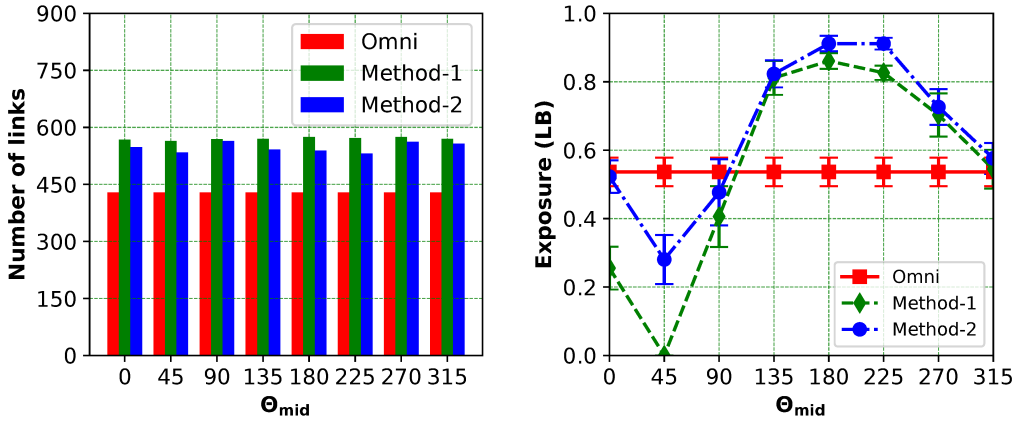 900
750
600
450
300
150
0
Number of links
Omni
Method-1
Method-2
0 45 90 135 180 225 270 315
Θmid
1.0
0.8
0.6
0.4
0.2
0.0
Exposure (LB)
Omni
Method-1
Method-2
0 45 90 135 180 225 270 315
Θmid